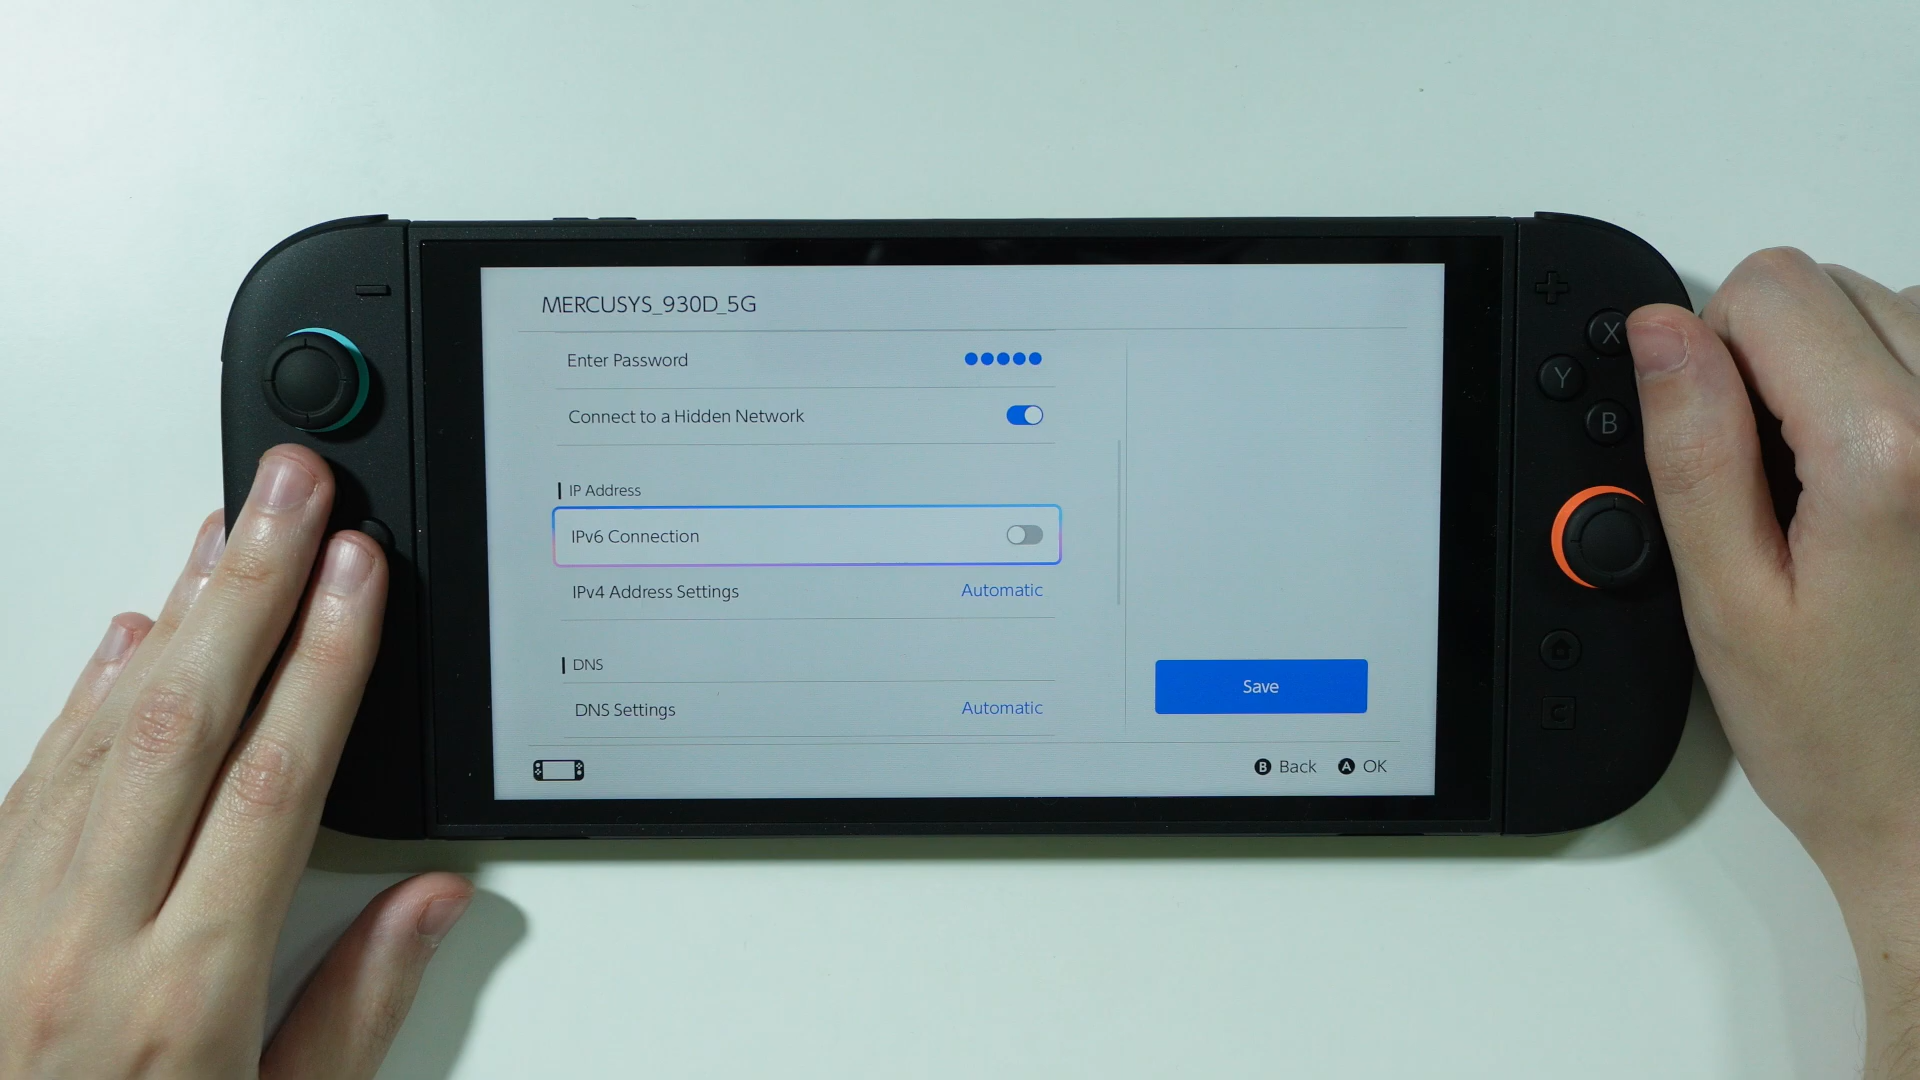 MERCUSYS_930D_5G
Enter Password
Connect to a Hidden Network
IP Address
IPv6 Connection
IPv4 Address Settings Automatic
DNS
DNS Settings Automatic
Save
B Back A OK
X
Y
B
C